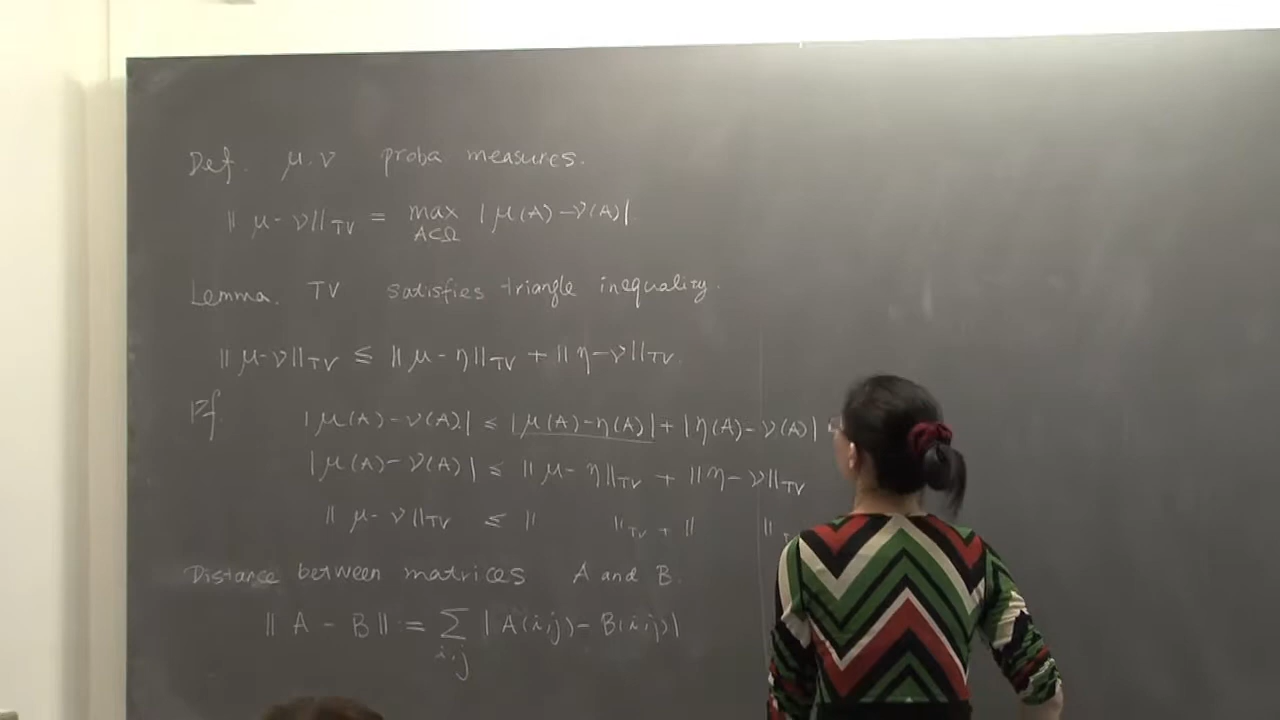 Def. μ, ν proba measures.
‖ μ - ν‖_TV = max_{A⊂Ω} | μ(A) - ν(A)|
Lemma. TV satisfies triangle inequality.
‖ μ-ν‖_TV ≤ ‖ μ - η‖_TV + ‖ η-ν‖_TV.
Pf. |μ(A) - ν(A)| ≤ |μ(A) - η(A)| + |η(A) - ν(A)|
|μ(A) - ν(A)| ≤ ‖ μ - η‖_TV + ‖η - ν‖_TV
‖ μ - ν‖_TV ≤ ‖ ‖_TV + ‖ ‖
Distance between matrices A and B.
‖ A - B ‖ := ∑_{i,j} | A(i,j) - B(i,j)|